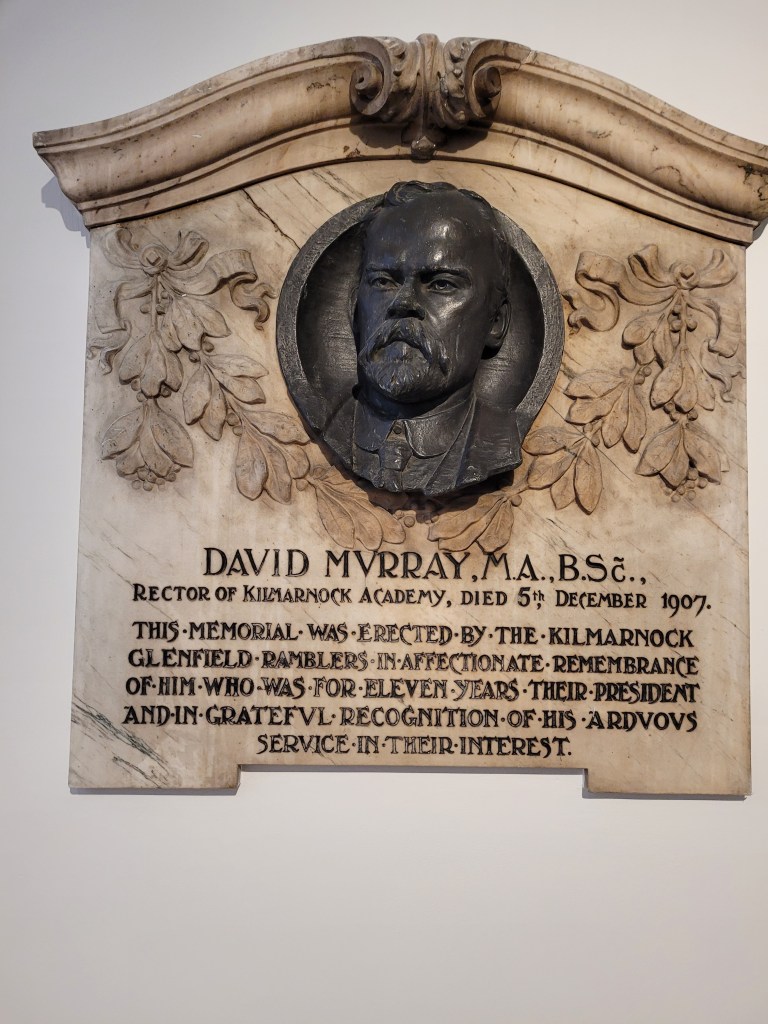 DAVID MVRRAY, M.A., B.Sc̃.,
RECTOR OF KILMARNOCK ACADEMY, DIED 5th DECEMBER 1907.
THIS·MEMORIAL·WAS·ERECTED·BY·THE·KILMARNOCK
GLENFIELD·RAMBLERS·IN·AFFECTIONATE·REMEMBRANCE
OF·HIM·WHO·WAS·FOR·ELEVEN·YEARS·THEIR·PRESIDENT
AND·IN·GRATEFVL·RECOGNITION·OF·HIS·ARDVOVS
SERVICE·IN·THEIR·INTEREST.